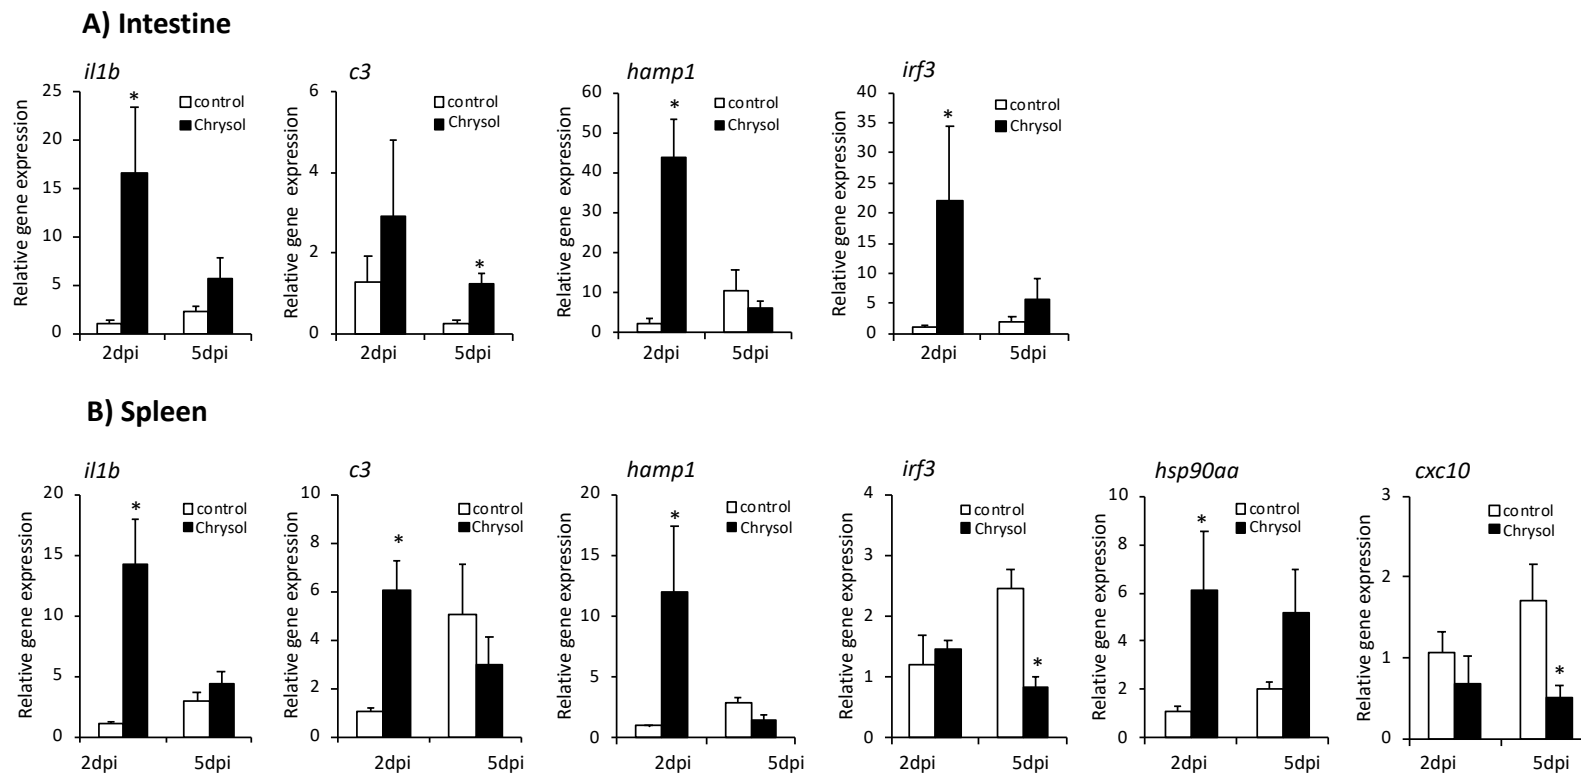 A) Intestine
il1b
c3
hamp1
irf3
Relative gene expression
25
20
15
10
5
0
*
control
Chrysol
2dpi
5dpi
Relative gene expression
6
4
2
0
*
control
Chrysol
2dpi
5dpi
Relative gene expression
60
50
40
30
20
10
0
*
control
Chrysol
2dpi
5dpi
Relative gene expression
40
35
30
25
20
15
10
5
0
*
control
Chrysol
2dpi
5dpi
B) Spleen
il1b
c3
hamp1
irf3
hsp90aa
cxc10
Relative gene expression
20
15
10
5
0
*
control
Chrysol
2dpi
5dpi
Relative gene expression
10
8
6
4
2
0
*
control
Chrysol
2dpi
5dpi
Relative gene expression
20
15
10
5
0
*
control
Chrysol
2dpi
5dpi
Relative gene expression
4
3
2
1
0
*
control
Chrysol
2dpi
5dpi
Relative gene expression
10
8
6
4
2
0
*
control
Chrysol
2dpi
5dpi
Relative gene expression
3
2
1
0
*
control
Chrysol
2dpi
5dpi